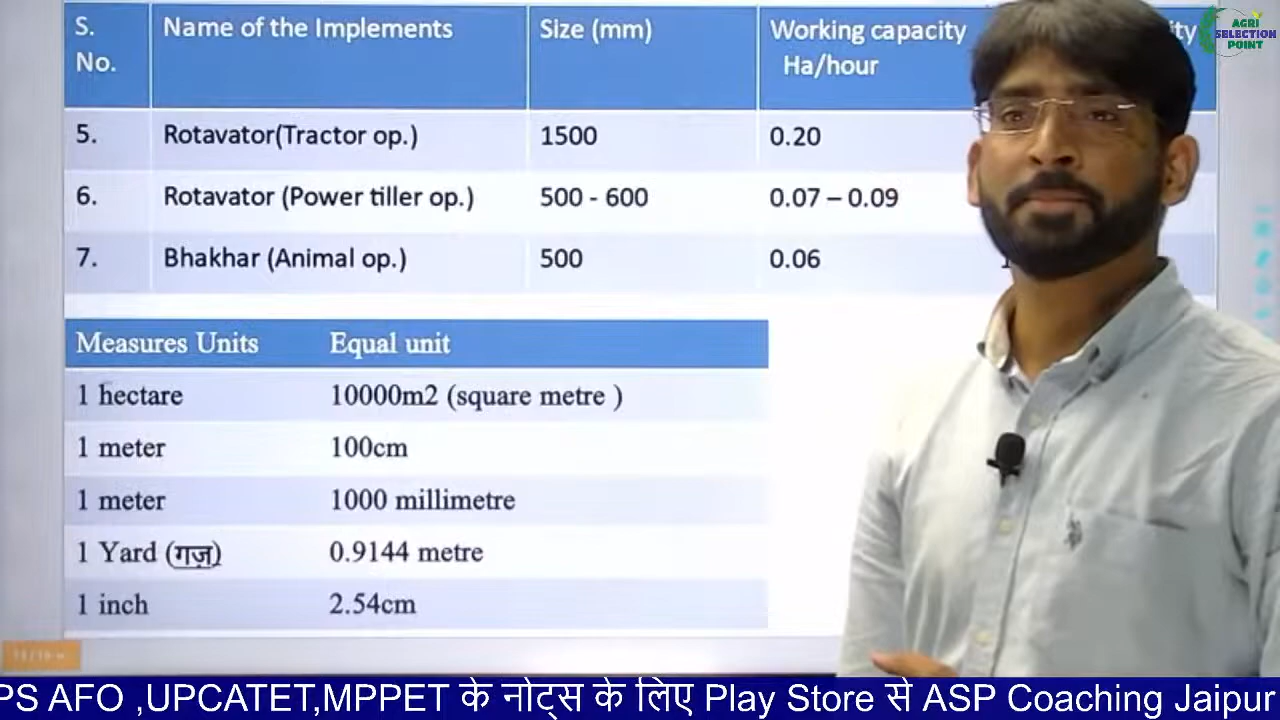 S. No.
Name of the Implements
Size (mm)
Working capacity
Ha/hour
ity
AGRI
SELECTION
POINT
5.
Rotavator(Tractor op.)
1500
0.20
6.
Rotavator (Power tiller op.)
500 - 600
0.07 – 0.09
7.
Bhakhar (Animal op.)
500
0.06
Measures Units
Equal unit
1 hectare
10000m2 (square metre )
1 meter
100cm
1 meter
1000 millimetre
1 Yard (गज़)
0.9144 metre
1 inch
2.54cm
PS AFO ,UPCATET,MPPET के नोट्स के लिए Play Store से ASP Coaching Jaipur